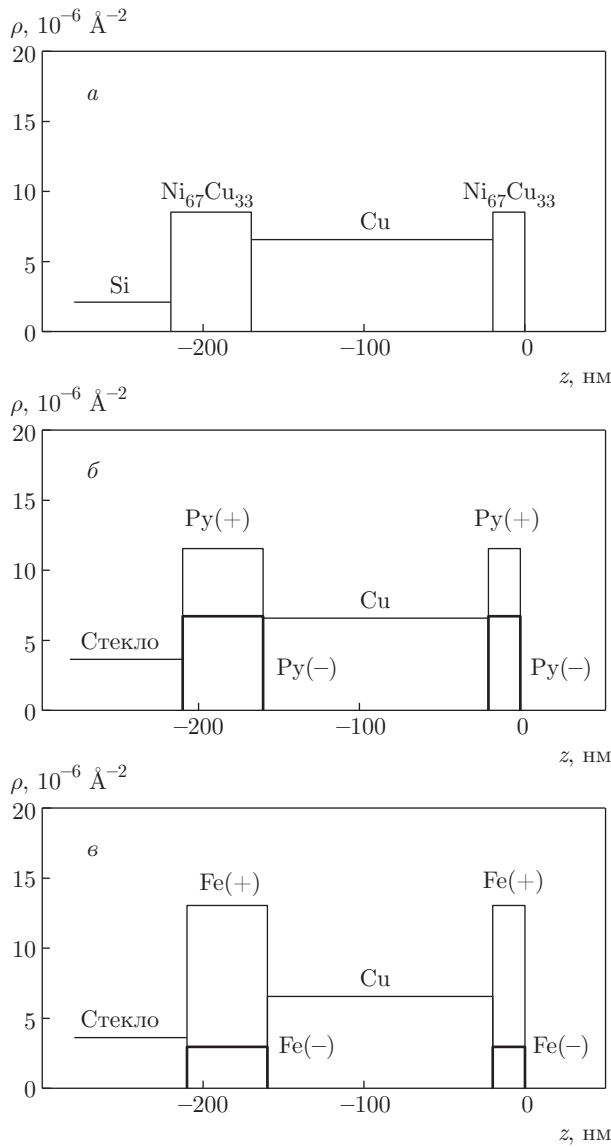 ρ, 10⁻⁶ Å⁻²
20
а
15
Ni₆₇Cu₃₃ Ni₆₇Cu₃₃
10
Cu
5
Si
0
−200 −100 0
z, нм
ρ, 10⁻⁶ Å⁻²
20
б
15
Py(+) Py(+)
10
Cu
5
Стекло
Py(−) Py(−)
0
−200 −100 0
z, нм
ρ, 10⁻⁶ Å⁻²
20
в
15
Fe(+) Fe(+)
10
Cu
5
Стекло
Fe(−) Fe(−)
0
−200 −100 0
z, нм